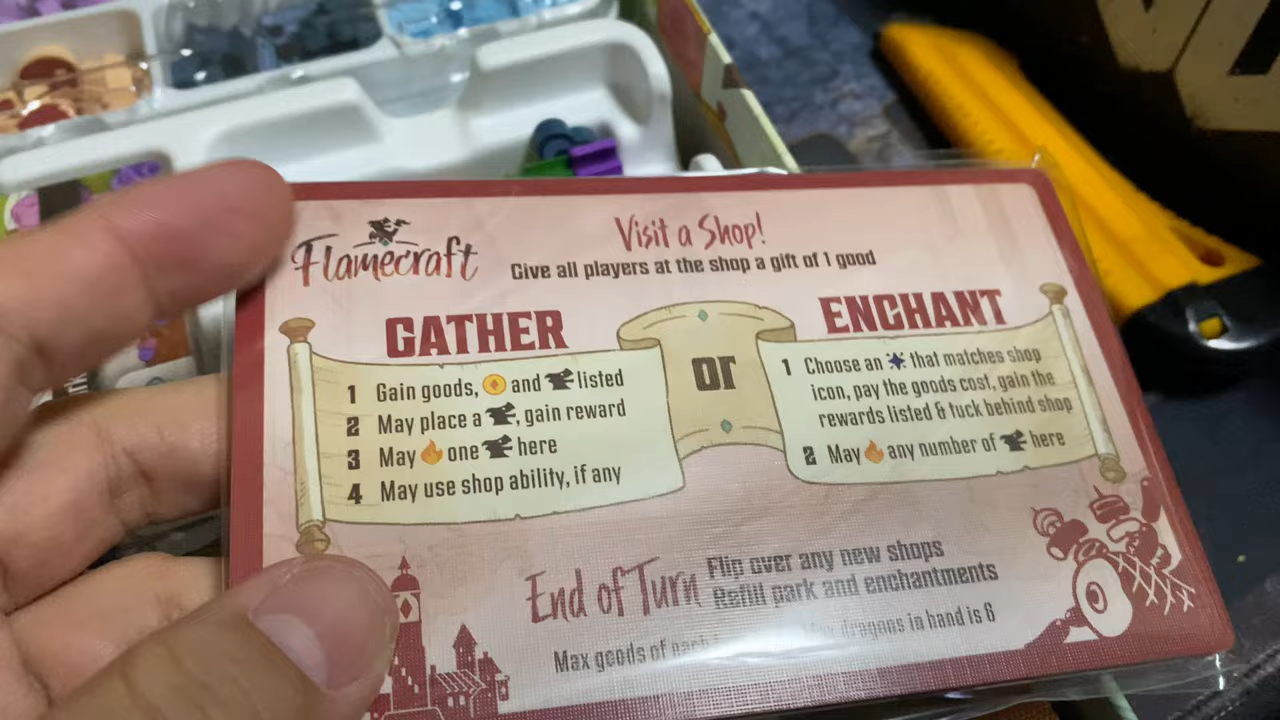 Flamecraft
Visit a Shop!
Give all players at the shop a gift of 1 good
GATHER
1 Gain goods, and listed
2 May place a , gain reward
3 May one here
4 May use shop ability, if any
or
ENCHANT
1 Choose an that matches shop
icon, pay the goods cost, gain the
rewards listed & tuck behind shop
2 May any number of here
End of Turn
Flip over any new shops
Refill park and enchantments
Max goods of each dragons in hand is 6